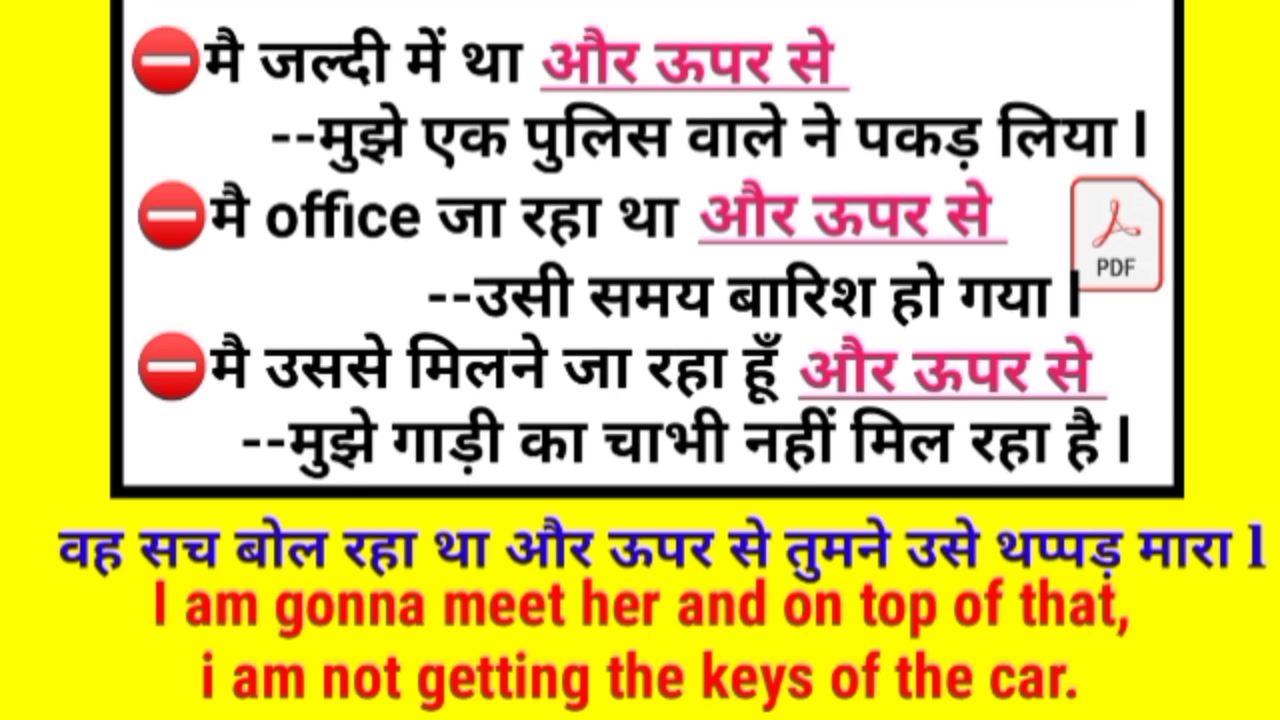 मै जल्दी में था और ऊपर से
--मुझे एक पुलिस वाले ने पकड़ लिया l
मै office जा रहा था और ऊपर से
PDF
--उसी समय बारिश हो गया l
मै उससे मिलने जा रहा हूँ और ऊपर से
--मुझे गाड़ी का चाभी नहीं मिल रहा है l
वह सच बोल रहा था और ऊपर से तुमने उसे थप्पड़ मारा l
I am gonna meet her and on top of that,
i am not getting the keys of the car.